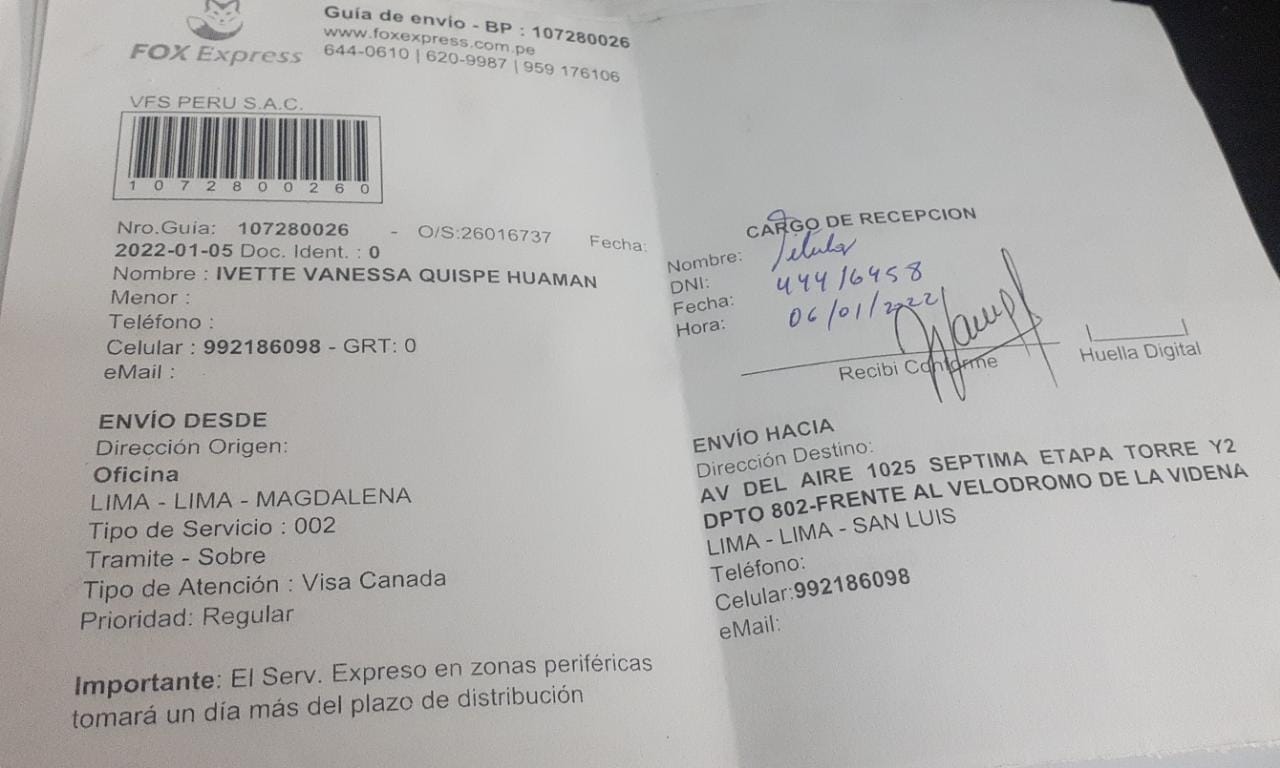 FOX Express
Guía de envío - BP : 107280026
www.foxexpress.com.pe
644-0610 | 620-9987 | 959 176106
VFS PERU S.A.C.
1 0 7 2 8 0 0 2 6 0
Nro.Guía: 107280026 - O/S:26016737 Fecha:
2022-01-05 Doc. Ident. : 0
Nombre : IVETTE VANESSA QUISPE HUAMAN
Menor :
Teléfono :
Celular : 992186098 - GRT: 0
eMail :
ENVÍO DESDE
Dirección Origen:
Oficina
LIMA - LIMA - MAGDALENA
Tipo de Servicio : 002
Tramite - Sobre
Tipo de Atención : Visa Canada
Prioridad: Regular
Importante: El Serv. Expreso en zonas periféricas
tomará un día más del plazo de distribución
CARGO DE RECEPCION
Nombre: Titular
DNI: 44416458
Fecha: 06/01/2022
Hora:
Recibi Conforme
Huella Digital
ENVÍO HACIA
Dirección Destino:
AV DEL AIRE 1025 SEPTIMA ETAPA TORRE Y2
DPTO 802-FRENTE AL VELODROMO DE LA VIDENA
LIMA - LIMA - SAN LUIS
Teléfono:
Celular:992186098
eMail: